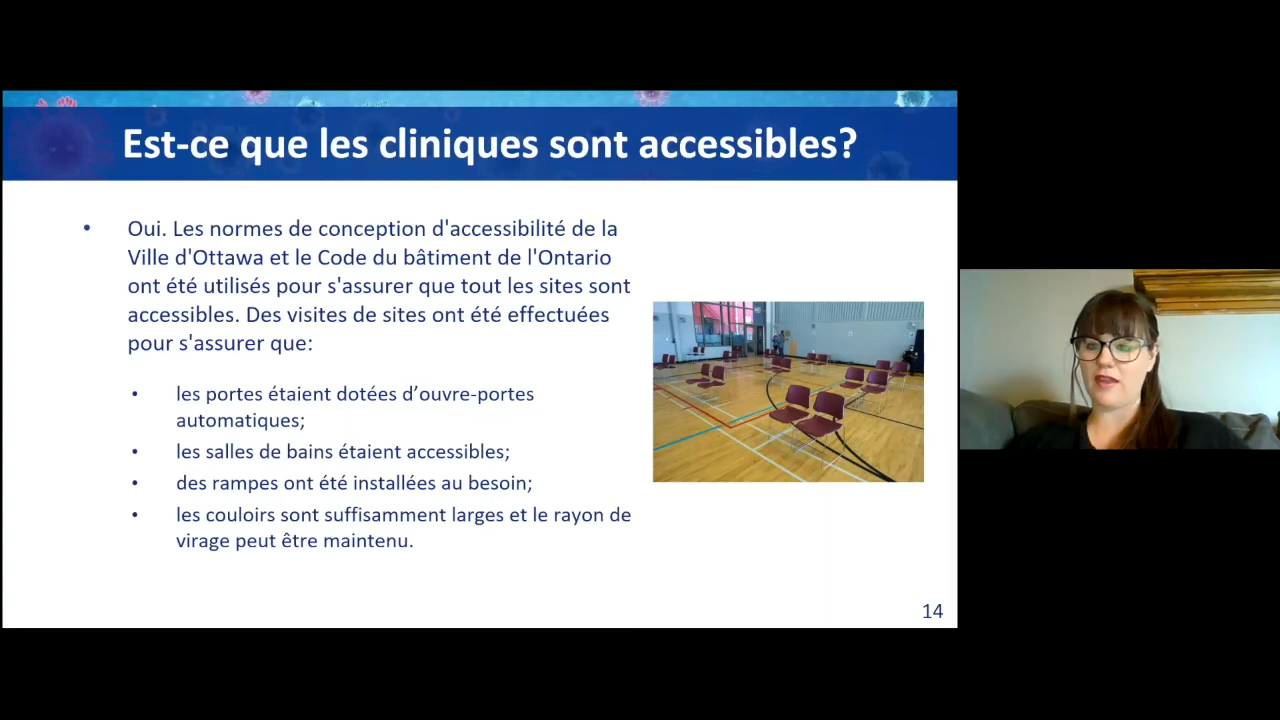 Est-ce que les cliniques sont accessibles?
• Oui. Les normes de conception d'accessibilité de la
Ville d'Ottawa et le Code du bâtiment de l'Ontario
ont été utilisés pour s'assurer que tout les sites sont
accessibles. Des visites de sites ont été effectuées
pour s'assurer que:
• les portes étaient dotées d’ouvre-portes
automatiques;
• les salles de bains étaient accessibles;
• des rampes ont été installées au besoin;
• les couloirs sont suffisamment larges et le rayon de
virage peut être maintenu.
14